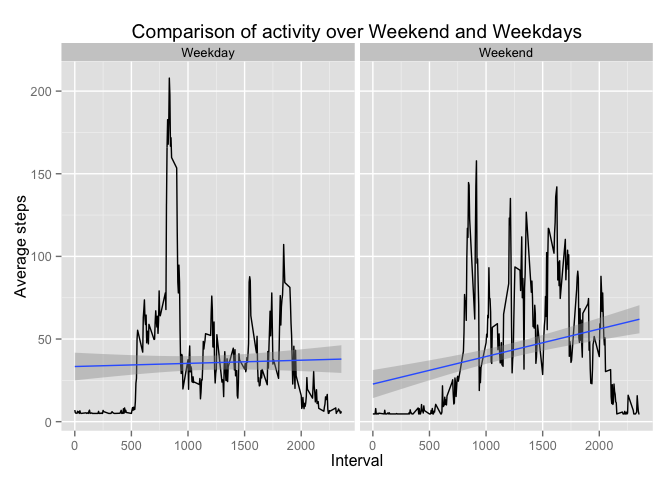 Comparison of activity over Weekend and Weekdays
Weekday Weekend
200
150
100
50
0
Average steps
0 500 1000 1500 2000 0 500 1000 1500 2000
Interval